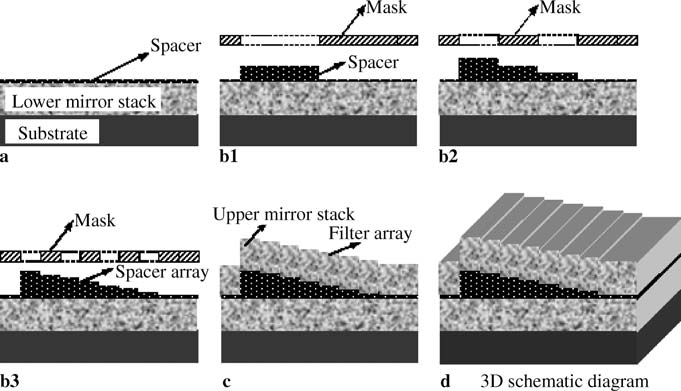 Spacer
Lower mirror stack
Substrate
a
Mask
Spacer
b1
Mask
b2
Mask
Spacer array
b3
Upper mirror stack
Filter array
c
d 3D schematic diagram